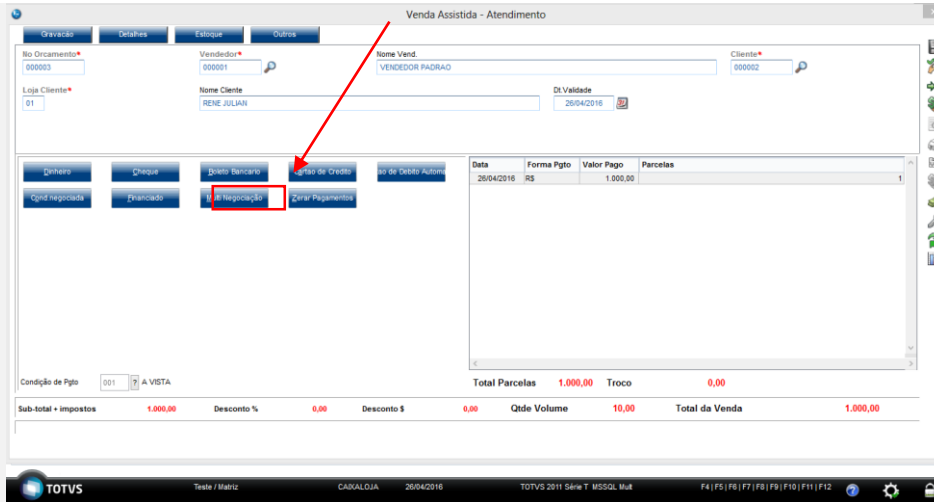 Venda Assistida - Atendimento
Gravacão Detalhes Estoque Outros
No Orcamento* Vendedor* Nome Vend. Cliente*
000003 000001 VENDEDOR PADRAO 000002
Loja Cliente* Nome Cliente Dt.Validade
01 RENE JULIAN 26/04/2016
Dinheiro Cheque Boleto Bancario Cartao de Credito ao de Debito Automa
Cond.negociada Financiado Multi Negociação Zerar Pagamentos
Data Forma Pgto Valor Pago Parcelas
26/04/2016 R$ 1.000,00 1
Condição de Pgto 001 ? A VISTA
Total Parcelas 1.000,00 Troco 0,00
Sub-total + impostos 1.000,00 Desconto % 0,00 Desconto $ 0,00 Qtde Volume 10,00 Total da Venda 1.000,00
TOTVS Teste / Matriz CAIXALOJA 26/04/2016 TOTVS 2011 Série T MSSQL Mult F4 | F5 | F6 | F7 | F8 | F9 | F10 | F11 | F12 ?